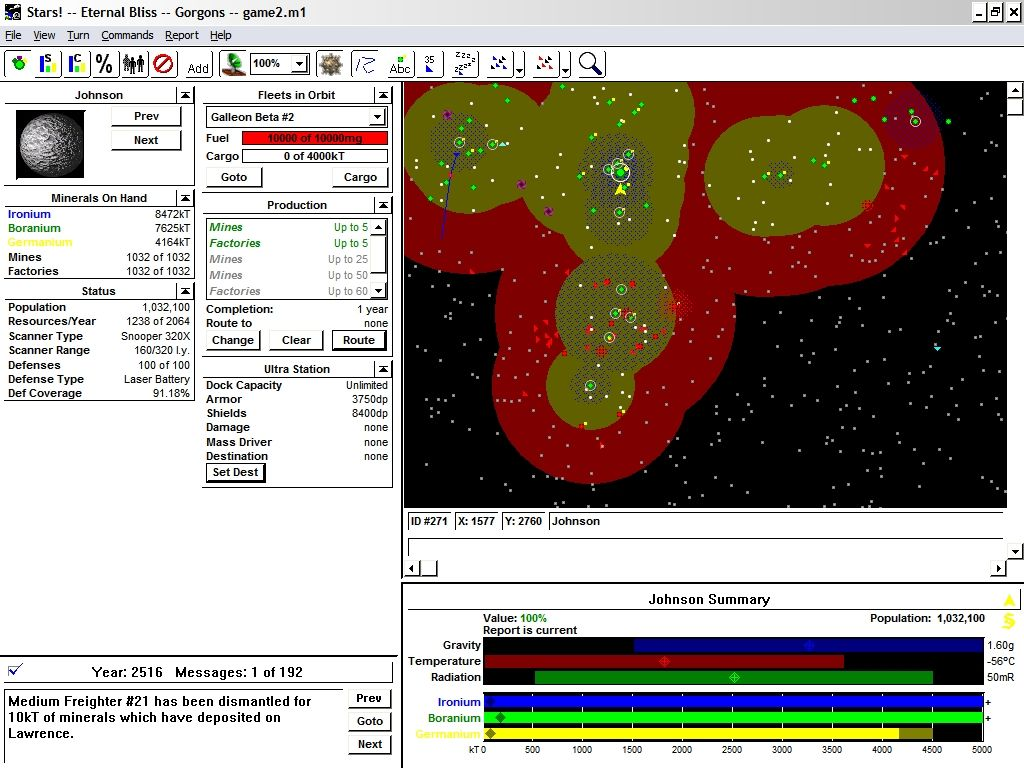 Stars! -- Eternal Bliss -- Gorgons -- game2.m1
File View Turn Commands Report Help
S C % Add 100% Abc 35 zzzz
Johnson
Prev
Next
Minerals On Hand
Ironium 8472kT
Boranium 7625kT
Germanium 4164kT
Mines 1032 of 1032
Factories 1032 of 1032
Status
Population 1,032,100
Resources/Year 1238 of 2064
Scanner Type Snooper 320X
Scanner Range 160/320 l.y.
Defenses 100 of 100
Defense Type Laser Battery
Def Coverage 91.18%
Fleets in Orbit
Galleon Beta #2
Fuel 10000 of 10000mg
Cargo 0 of 4000kT
Goto Cargo
Production
Mines Up to 5
Factories Up to 5
Mines Up to 25
Mines Up to 50
Factories Up to 60
Completion: 1 year
Route to none
Change Clear Route
Ultra Station
Dock Capacity Unlimited
Armor 3750dp
Shields 8400dp
Damage none
Mass Driver none
Destination none
Set Dest
ID #271 X: 1577 Y: 2760 Johnson
Year: 2516 Messages: 1 of 192
Medium Freighter #21 has been dismantled for
10kT of minerals which have deposited on
Lawrence.
Prev
Goto
Next
Johnson Summary
Value: 100% Population: 1,032,100
Report is current
Gravity 1.60g
Temperature -56°C
Radiation 50mR
Ironium +
Boranium +
Germanium
kT 0 500 1000 1500 2000 2500 3000 3500 4000 4500 5000